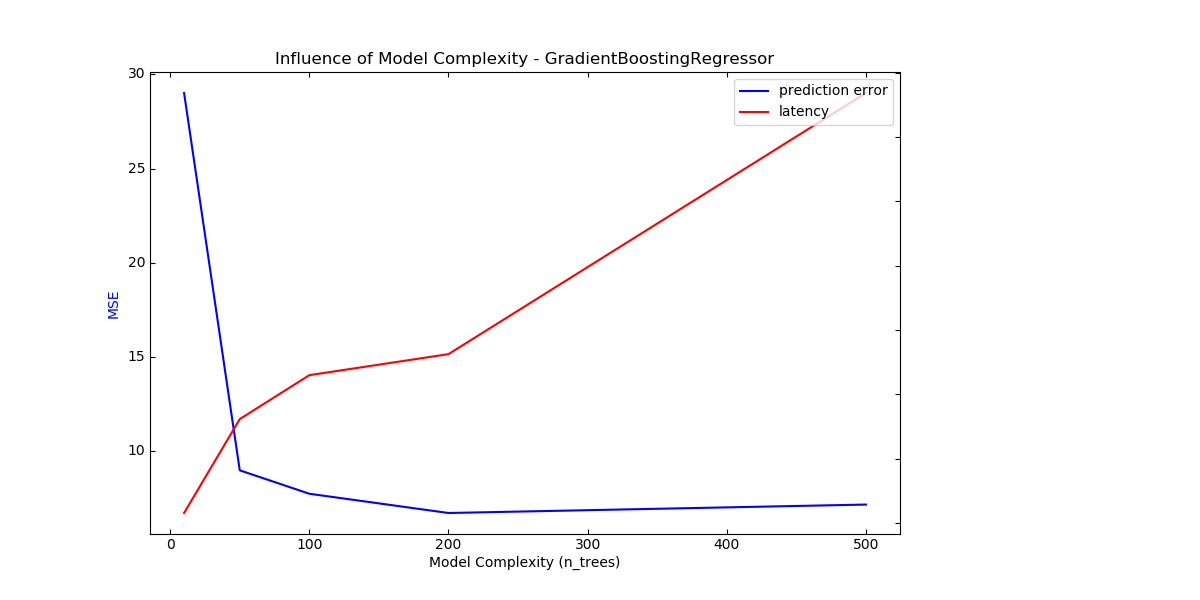 Influence of Model Complexity - GradientBoostingRegressor
prediction error
latency
30
25
20
15
10
MSE
0 100 200 300 400 500
Model Complexity (n_trees)